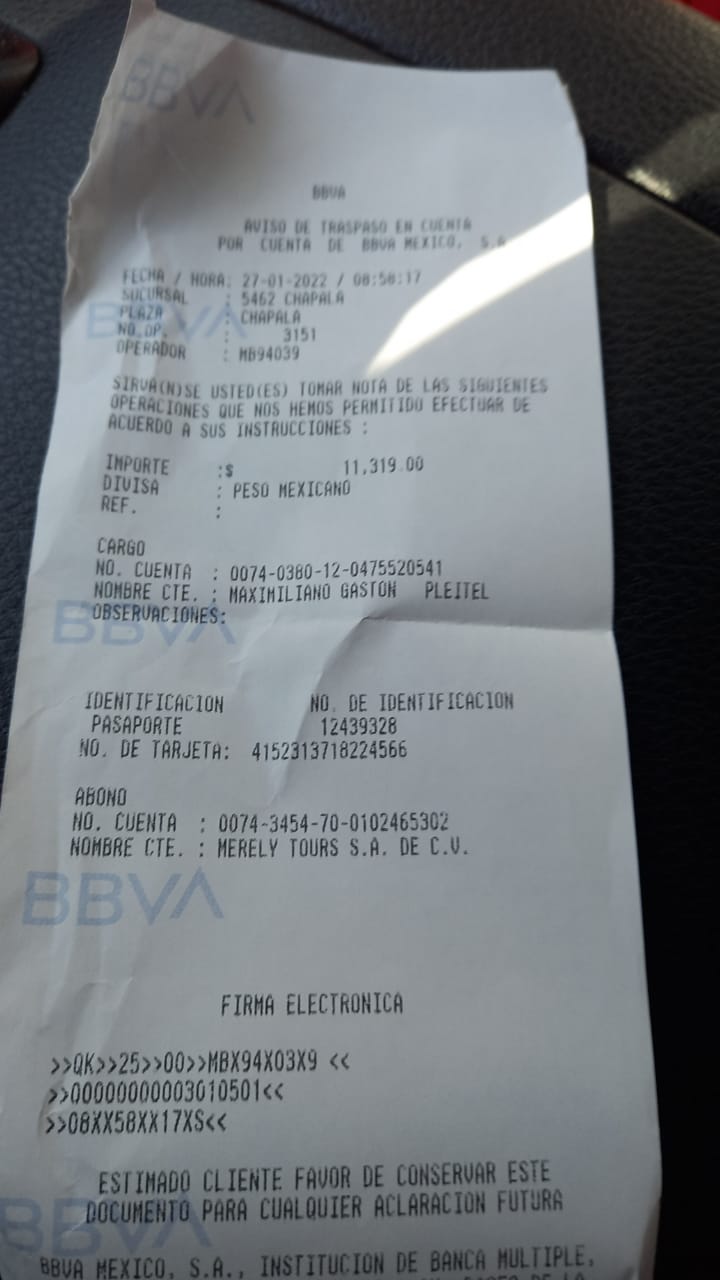 BBVA
BBVA
AVISO DE TRASPASO EN CUENTA
POR CUENTA DE BBVA MEXICO, S.A
FECHA / HORA: 27-01-2022 / 08:58:17
SUCURSAL : 5462 CHAPALA
PLAZA : CHAPALA
NO.OP. : 3151
OPERADOR : MB94039
BBVA
SIRVA(N)SE USTED(ES) TOMAR NOTA DE LAS SIGUIENTES
OPERACIONES QUE NOS HEMOS PERMITIDO EFECTUAR DE
ACUERDO A SUS INSTRUCCIONES :
IMPORTE :$ 11,319.00
DIVISA : PESO MEXICANO
REF. :
CARGO
NO. CUENTA : 0074-0380-12-0475520541
NOMBRE CTE. : MAXIMILIANO GASTON PLEITEL
OBSERVACIONES:
BBVA
IDENTIFICACION NO. DE IDENTIFICACION
PASAPORTE 12439328
NO. DE TARJETA: 4152313718224566
ABONO
NO. CUENTA : 0074-3454-70-0102465302
NOMBRE CTE. : MERELY TOURS S.A. DE C.V.
BBVA
FIRMA ELECTRONICA
>>QK>>25>>00>>MBX94X03X9 <<
>>00000000003010501<<
>>08XX58XX17XS<<
ESTIMADO CLIENTE FAVOR DE CONSERVAR ESTE
DOCUMENTO PARA CUALQUIER ACLARACION FUTURA
BBVA
BBVA MEXICO, S.A., INSTITUCION DE BANCA MULTIPLE,